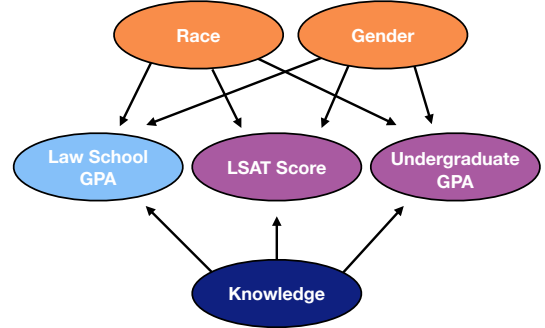 Race
Gender
Law School
GPA
LSAT Score
Undergraduate
GPA
Knowledge